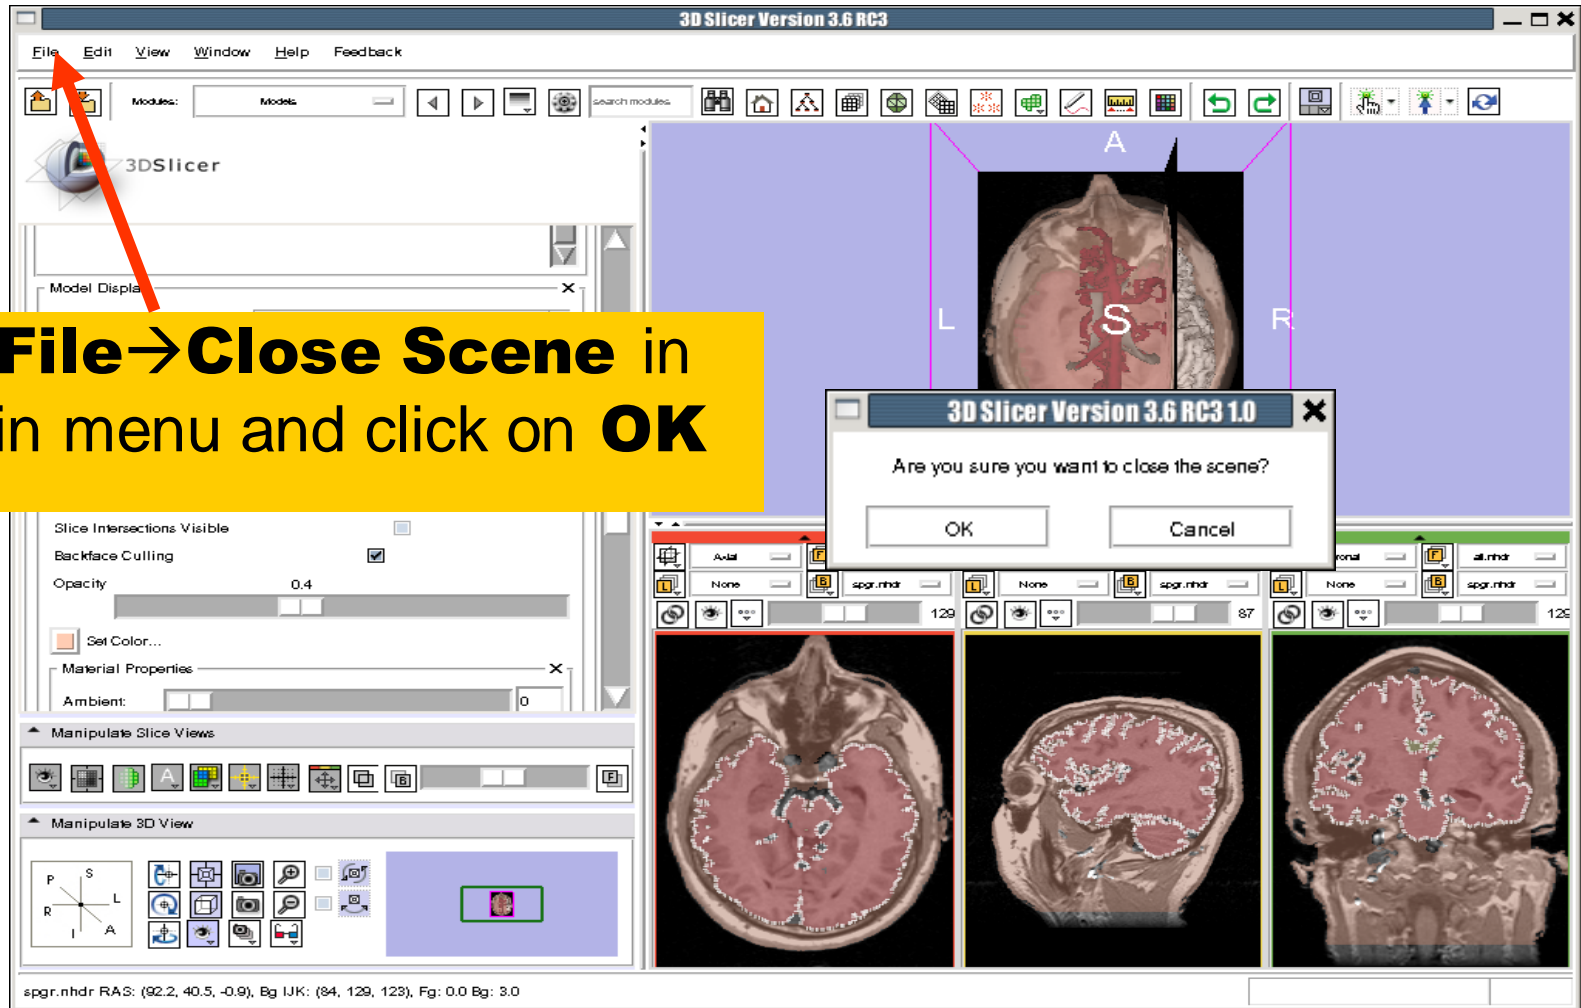 3D Slicer Version 3.6 RC3
File Edit View Window Help Feedback
Modules: Models search modules
3DSlicer
A
L S R
Model Display
File→Close Scene in
in menu and click on OK
3D Slicer Version 3.6 RC3 1.0
Are you sure you want to close the scene?
OK Cancel
Slice Intersections Visible
Backface Culling
Opacity 0.4
Set Color...
Material Properties
Ambient: 0
Axial F all.nhdr
L None B spgr.nhdr L None B spgr.nhdr L None B spgr.nhdr
129 87 129
Manipulate Slice Views
A B F
Manipulate 3D View
P S
R L
I A
spgr.nhdr RAS: (92.2, 40.5, -0.9), Bg IJK: (84, 129, 123), Fg: 0.0 Bg: 3.0